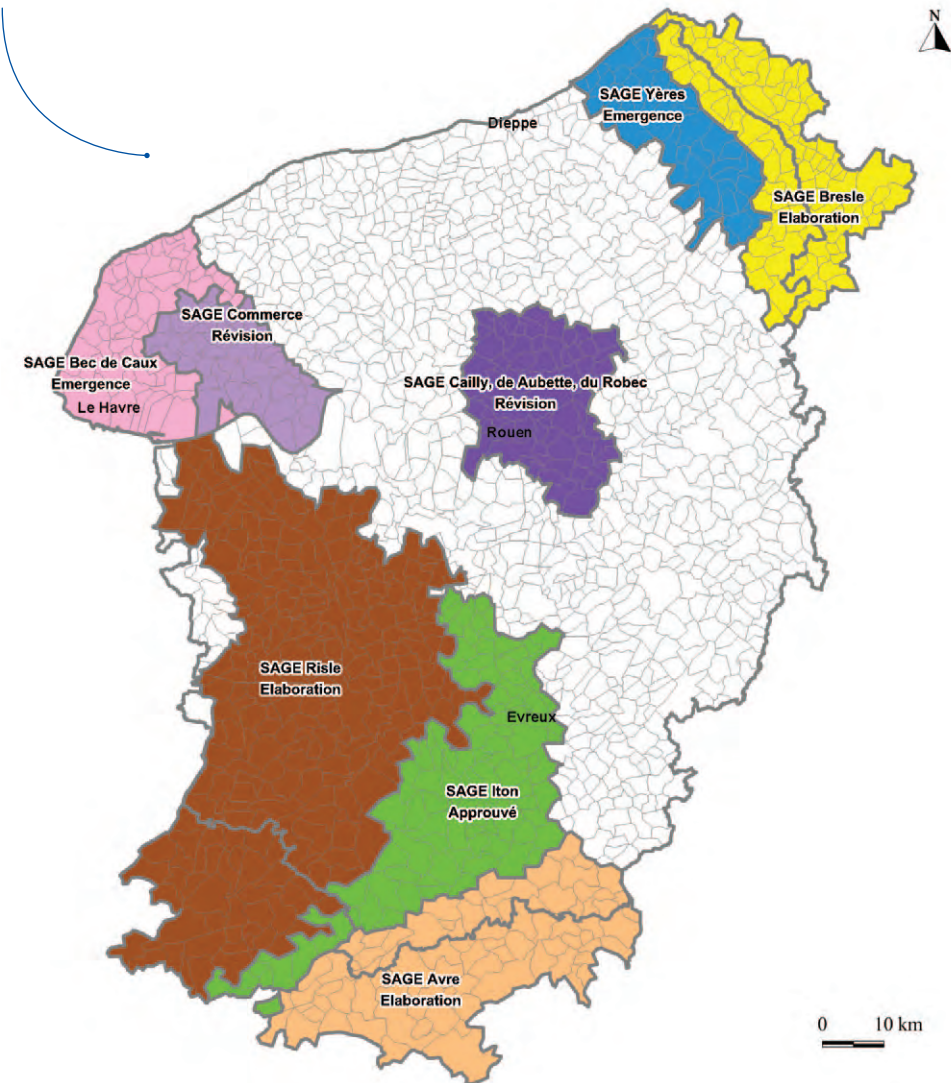 N
SAGE Yères
Emergence
Dieppe
SAGE Bresle
Elaboration
SAGE Commerce
Révision
SAGE Bec de Caux
Emergence
Le Havre
SAGE Cailly, de Aubette, du Robec
Révision
Rouen
SAGE Risle
Elaboration
Evreux
SAGE Iton
Approuvé
SAGE Avre
Elaboration
0 10 km